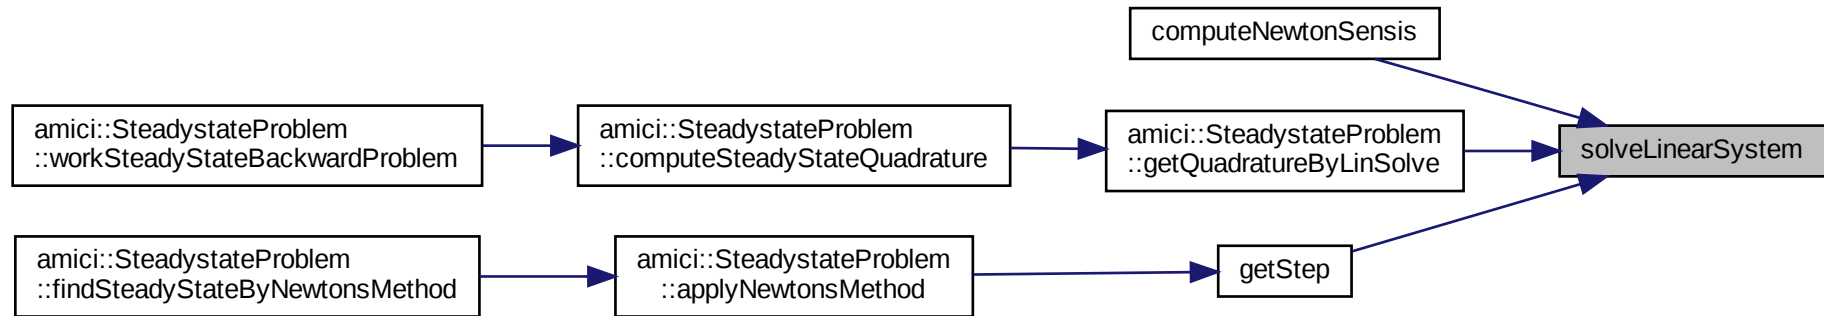 computeNewtonSensis
amici::SteadystateProblem
::workSteadyStateBackwardProblem
amici::SteadystateProblem
::computeSteadyStateQuadrature
amici::SteadystateProblem
::getQuadratureByLinSolve
solveLinearSystem
amici::SteadystateProblem
::findSteadyStateByNewtonsMethod
amici::SteadystateProblem
::applyNewtonsMethod
getStep